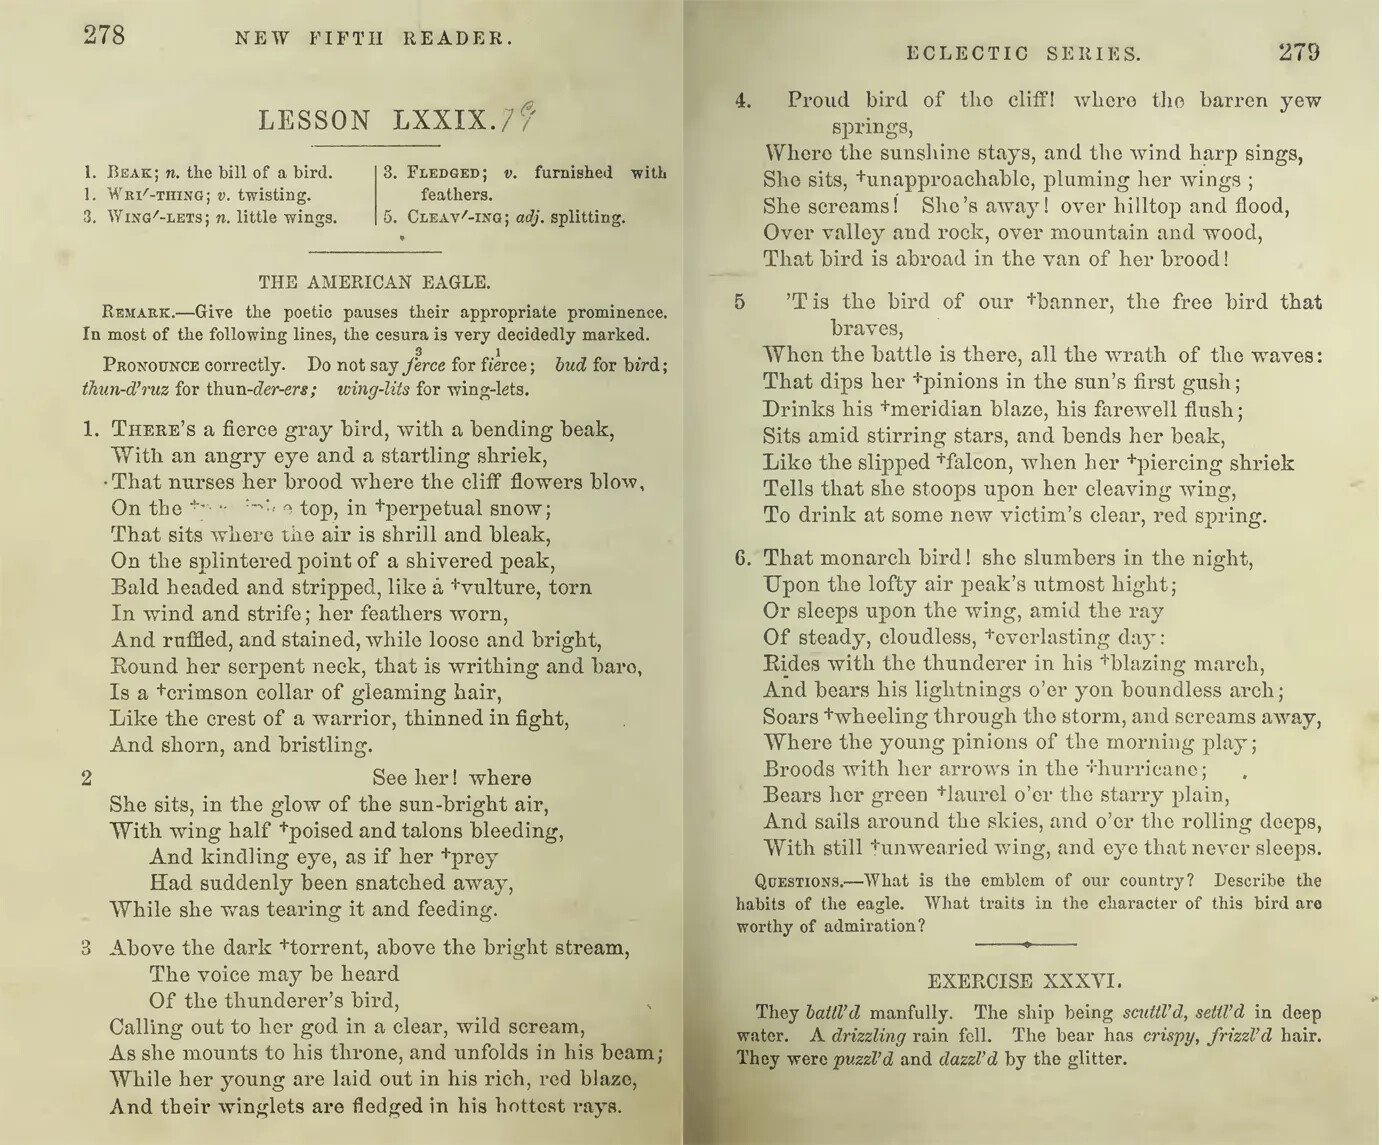 278
NEW FIFTH READER.
LESSON LXXIX. 79
1. BEAK; n. the bill of a bird.
1. WRI'-THING; v. twisting.
3. WING'-LETS; n. little wings.
3. FLEDGED; v. furnished with
feathers.
5. CLEAV'-ING; adj. splitting.
THE AMERICAN EAGLE.
REMARK.—Give the poetic pauses their appropriate prominence.
In most of the following lines, the cesura is very decidedly marked.
PRONOUNCE correctly. Do not say ferce for fierce; bud for bird;
thun-d'ruz for thun-der-ers; wing-lits for wing-lets.
1. THERE'S a fierce gray bird, with a bending beak,
With an angry eye and a startling shriek,
That nurses her brood where the cliff flowers blow,
On the top, in +perpetual snow;
That sits where the air is shrill and bleak,
On the splintered point of a shivered peak,
Bald headed and stripped, like a +vulture, torn
In wind and strife; her feathers worn,
And ruffled, and stained, while loose and bright,
Round her serpent neck, that is writhing and bare,
Is a +crimson collar of gleaming hair,
Like the crest of a warrior, thinned in fight,
And shorn, and bristling.
2 See her! where
She sits, in the glow of the sun-bright air,
With wing half +poised and talons bleeding,
And kindling eye, as if her +prey
Had suddenly been snatched away,
While she was tearing it and feeding.
3 Above the dark +torrent, above the bright stream,
The voice may be heard
Of the thunderer's bird,
Calling out to her god in a clear, wild scream,
As she mounts to his throne, and unfolds in his beam;
While her young are laid out in his rich, red blaze,
And their winglets are fledged in his hottest rays.
ECLECTIC SERIES.
279
4. Proud bird of the cliff! where the barren yew
springs,
Where the sunshine stays, and the wind harp sings,
She sits, +unapproachable, pluming her wings;
She screams! She's away! over hilltop and flood,
Over valley and rock, over mountain and wood,
That bird is abroad in the van of her brood!
5 'T is the bird of our +banner, the free bird that
braves,
When the battle is there, all the wrath of the waves:
That dips her +pinions in the sun's first gush;
Drinks his +meridian blaze, his farewell flush;
Sits amid stirring stars, and bends her beak,
Like the slipped +falcon, when her +piercing shriek
Tells that she stoops upon her cleaving wing,
To drink at some new victim's clear, red spring.
6. That monarch bird! she slumbers in the night,
Upon the lofty air peak's utmost hight;
Or sleeps upon the wing, amid the ray
Of steady, cloudless, +everlasting day:
Rides with the thunderer in his +blazing march,
And bears his lightnings o'er yon boundless arch;
Soars +wheeling through the storm, and screams away,
Where the young pinions of the morning play;
Broods with her arrows in the +hurricane;
Bears her green +laurel o'er the starry plain,
And sails around the skies, and o'er the rolling deeps,
With still +unwearied wing, and eye that never sleeps.
QUESTIONS.—What is the emblem of our country? Describe the
habits of the eagle. What traits in the character of this bird are
worthy of admiration?
EXERCISE XXXVI.
They battl'd manfully. The ship being scuttl'd, settl'd in deep
water. A drizzling rain fell. The bear has crispy, frizzl'd hair.
They were puzzl'd and dazzl'd by the glitter.